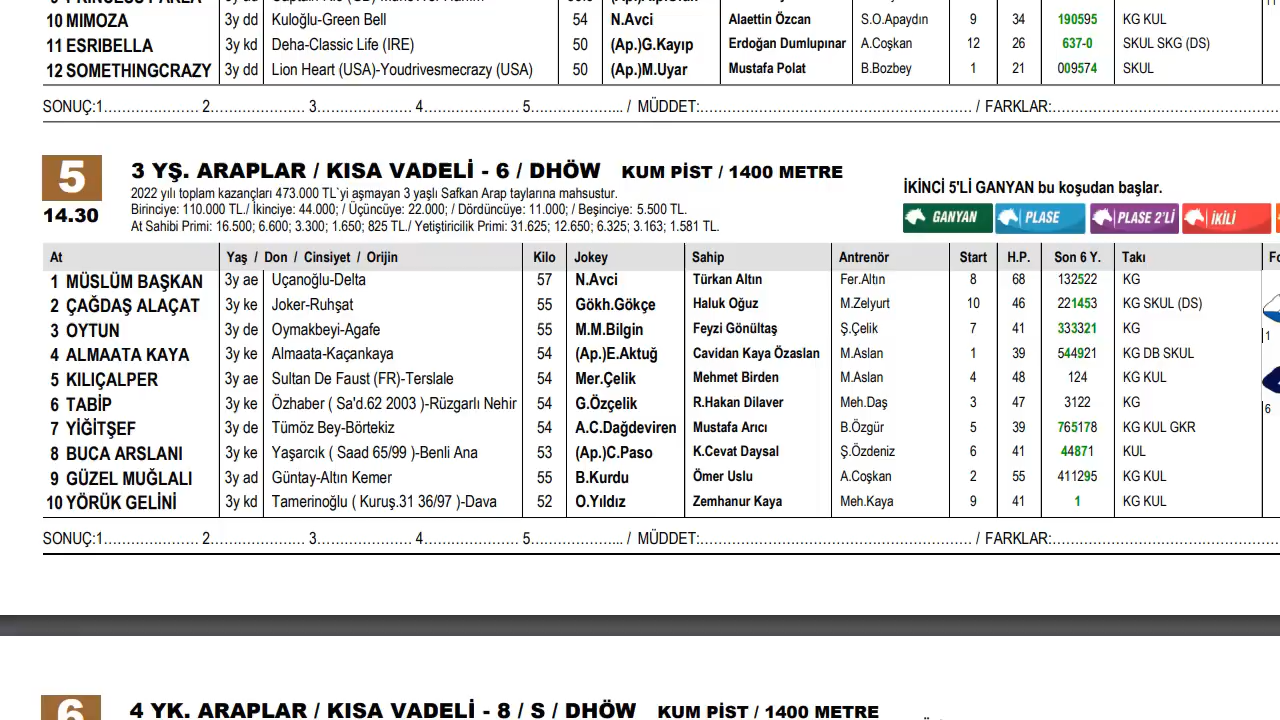 10 MIMOZA 3y dd Kuloğlu-Green Bell 54 N.Avci Alaettin Özcan S.O.Apaydın 9 34 190595 KG KUL
11 ESRIBELLA 3y kd Deha-Classic Life (IRE) 50 (Ap.)G.Kayıp Erdoğan Dumlupınar A.Coşkan 12 26 637-0 SKUL SKG (DS)
12 SOMETHINGCRAZY 3y dd Lion Heart (USA)-Youdrivesmecrazy (USA) 50 (Ap.)M.Uyar Mustafa Polat B.Bozbey 1 21 009574 SKUL
SONUÇ:1...................... 2...................... 3...................... 4...................... 5...................... / MÜDDET:............................................................. / FARKLAR:....................................................
5 3 YŞ. ARAPLAR / KISA VADELİ - 6 / DHÖW KUM PİST / 1400 METRE
14.30
2022 yılı toplam kazançları 473.000 TL`yi aşmayan 3 yaşlı Safkan Arap taylarına mahsustur.
Birinciye: 110.000 TL./ İkinciye: 44.000; / Üçüncüye: 22.000; / Dördüncüye: 11.000; / Beşinciye: 5.500 TL.
At Sahibi Primi: 16.500; 6.600; 3.300; 1.650; 825 TL./ Yetiştiricilik Primi: 31.625; 12.650; 6.325; 3.163; 1.581 TL.
İKİNCİ 5'Lİ GANYAN bu koşudan başlar.
GANYAN PLASE PLASE 2'Lİ İKİLİ
At Yaş / Don / Cinsiyet / Orijin Kilo Jokey Sahip Antrenör Start H.P. Son 6 Y. Takı Fo
1 MÜSLÜM BAŞKAN 3y ae Uçanoğlu-Delta 57 N.Avci Türkan Altın Fer.Altın 8 68 132522 KG
2 ÇAĞDAŞ ALAÇAT 3y ke Joker-Ruhşat 55 Gökh.Gökçe Haluk Oğuz M.Zelyurt 10 46 221453 KG SKUL (DS)
3 OYTUN 3y de Oymakbeyi-Agafe 55 M.M.Bilgin Feyzi Gönültaş Ş.Çelik 7 41 333321 KG 1
4 ALMAATA KAYA 3y ke Almaata-Kaçankaya 54 (Ap.)E.Aktuğ Cavidan Kaya Özaslan M.Aslan 1 39 544921 KG DB SKUL
5 KILIÇALPER 3y ae Sultan De Faust (FR)-Terslale 54 Mer.Çelik Mehmet Birden M.Aslan 4 48 124 KG KUL
6 TABİP 3y ke Özhaber ( Sa'd.62 2003 )-Rüzgarlı Nehir 54 G.Özçelik R.Hakan Dilaver Meh.Daş 3 47 3122 KG 6
7 YİĞİTŞEF 3y de Tümöz Bey-Börtekiz 54 A.C.Dağdeviren Mustafa Arıcı B.Özgür 5 39 765178 KG KUL GKR
8 BUCA ARSLANI 3y ke Yaşarcık ( Saad 65/99 )-Benli Ana 53 (Ap.)C.Paso K.Cevat Daysal Ş.Özdeniz 6 41 44871 KUL
9 GÜZEL MUĞLALI 3y ad Güntay-Altın Kemer 55 B.Kurdu Ömer Uslu A.Coşkan 2 55 411295 KG KUL
10 YÖRÜK GELİNİ 3y kd Tamerinoğlu ( Kuruş.31 36/97 )-Dava 52 O.Yıldız Zemhanur Kaya Meh.Kaya 9 41 1 KG KUL
SONUÇ:1...................... 2...................... 3...................... 4...................... 5...................... / MÜDDET:............................................................. / FARKLAR:....................................................
6 4 YK. ARAPLAR / KISA VADELİ - 8 / S / DHÖW KUM PİST / 1400 METRE